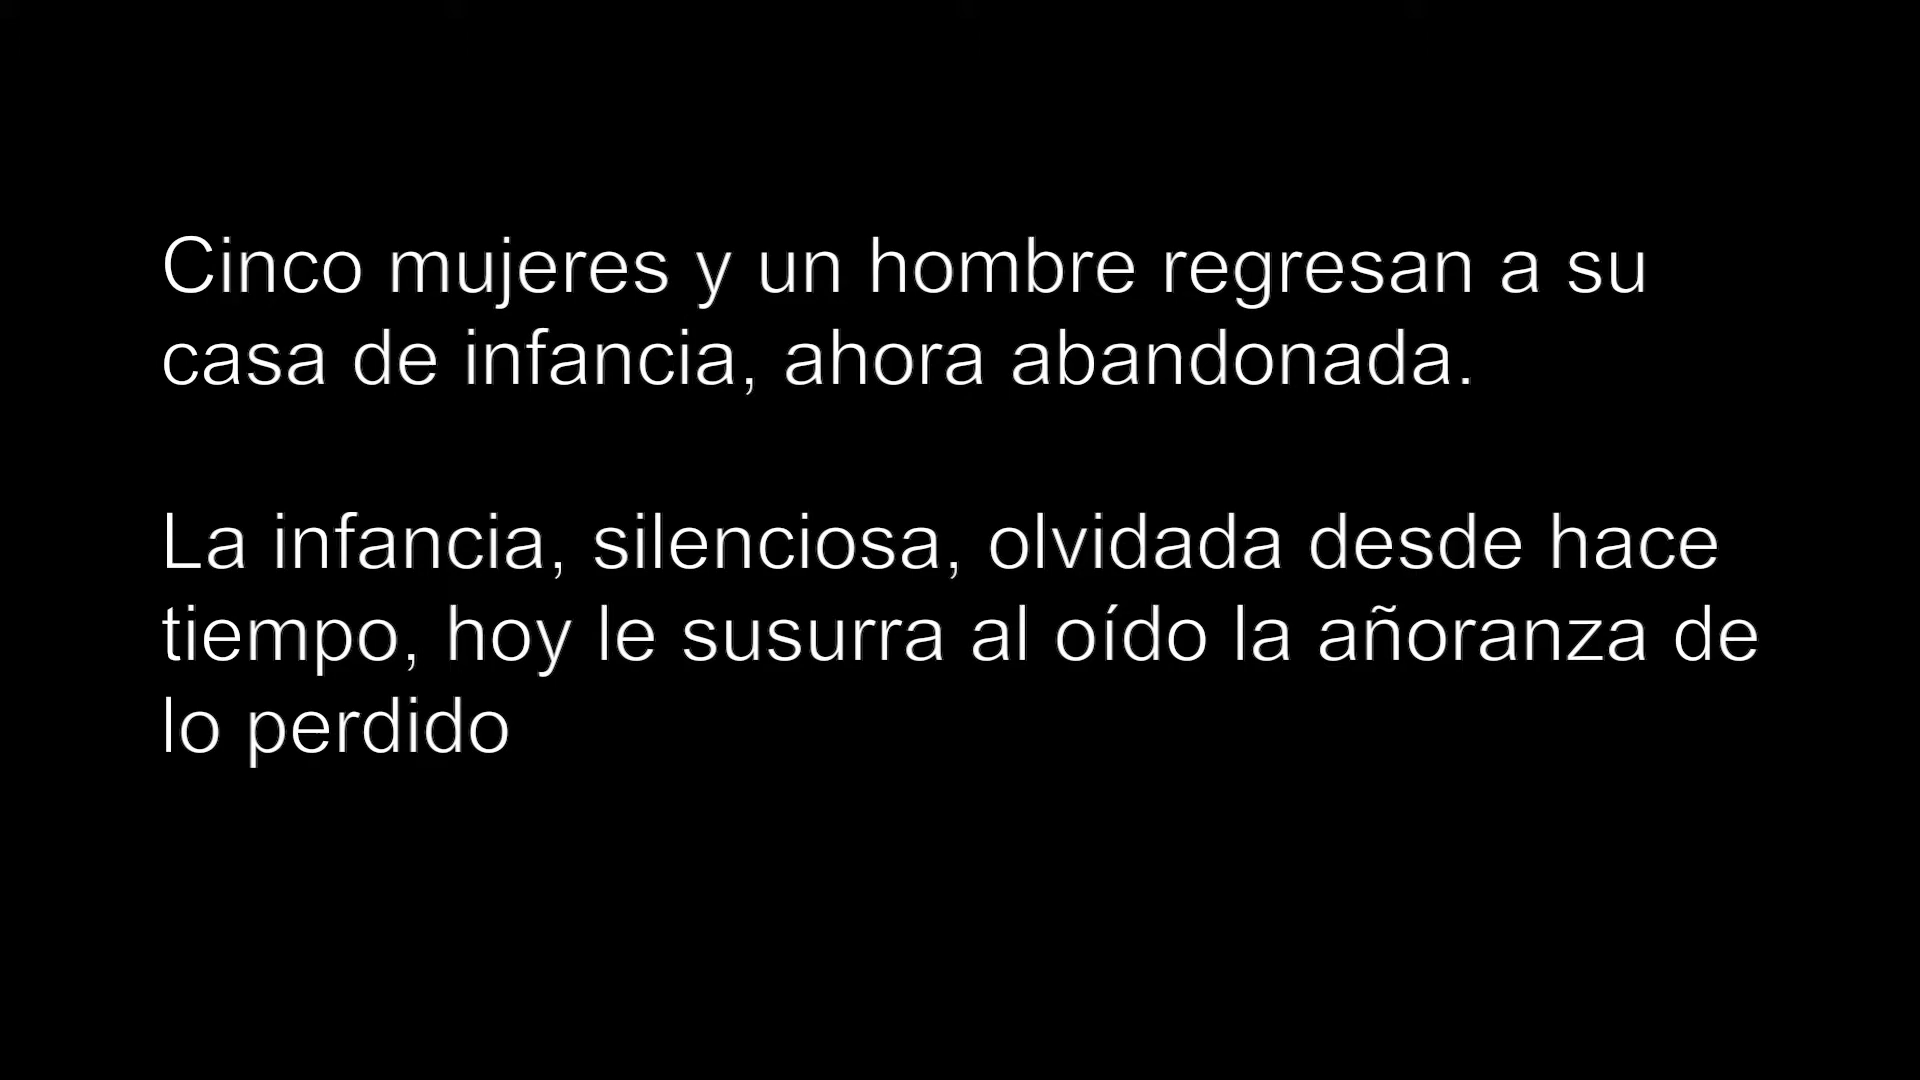 Cinco mujeres y un hombre regresan a su
casa de infancia, ahora abandonada.
La infancia, silenciosa, olvidada desde hace
tiempo, hoy le susurra al oído la añoranza de
lo perdido